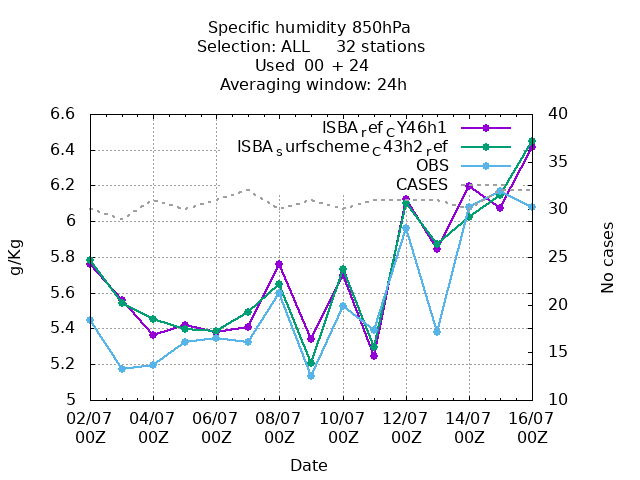 Specific humidity 850hPa
Selection: ALL 32 stations
Used 00 + 24
Averaging window: 24h
6.6
6.4
6.2
6
5.8
5.6
5.4
5.2
5
40
35
30
25
20
15
10
ISBA_ref_CY46h1
ISBA_surfscheme_C43h2_ref
OBS
CASES
g/Kg
No cases
02/07 04/07 06/07 08/07 10/07 12/07 14/07 16/07
00Z 00Z 00Z 00Z 00Z 00Z 00Z 00Z
Date